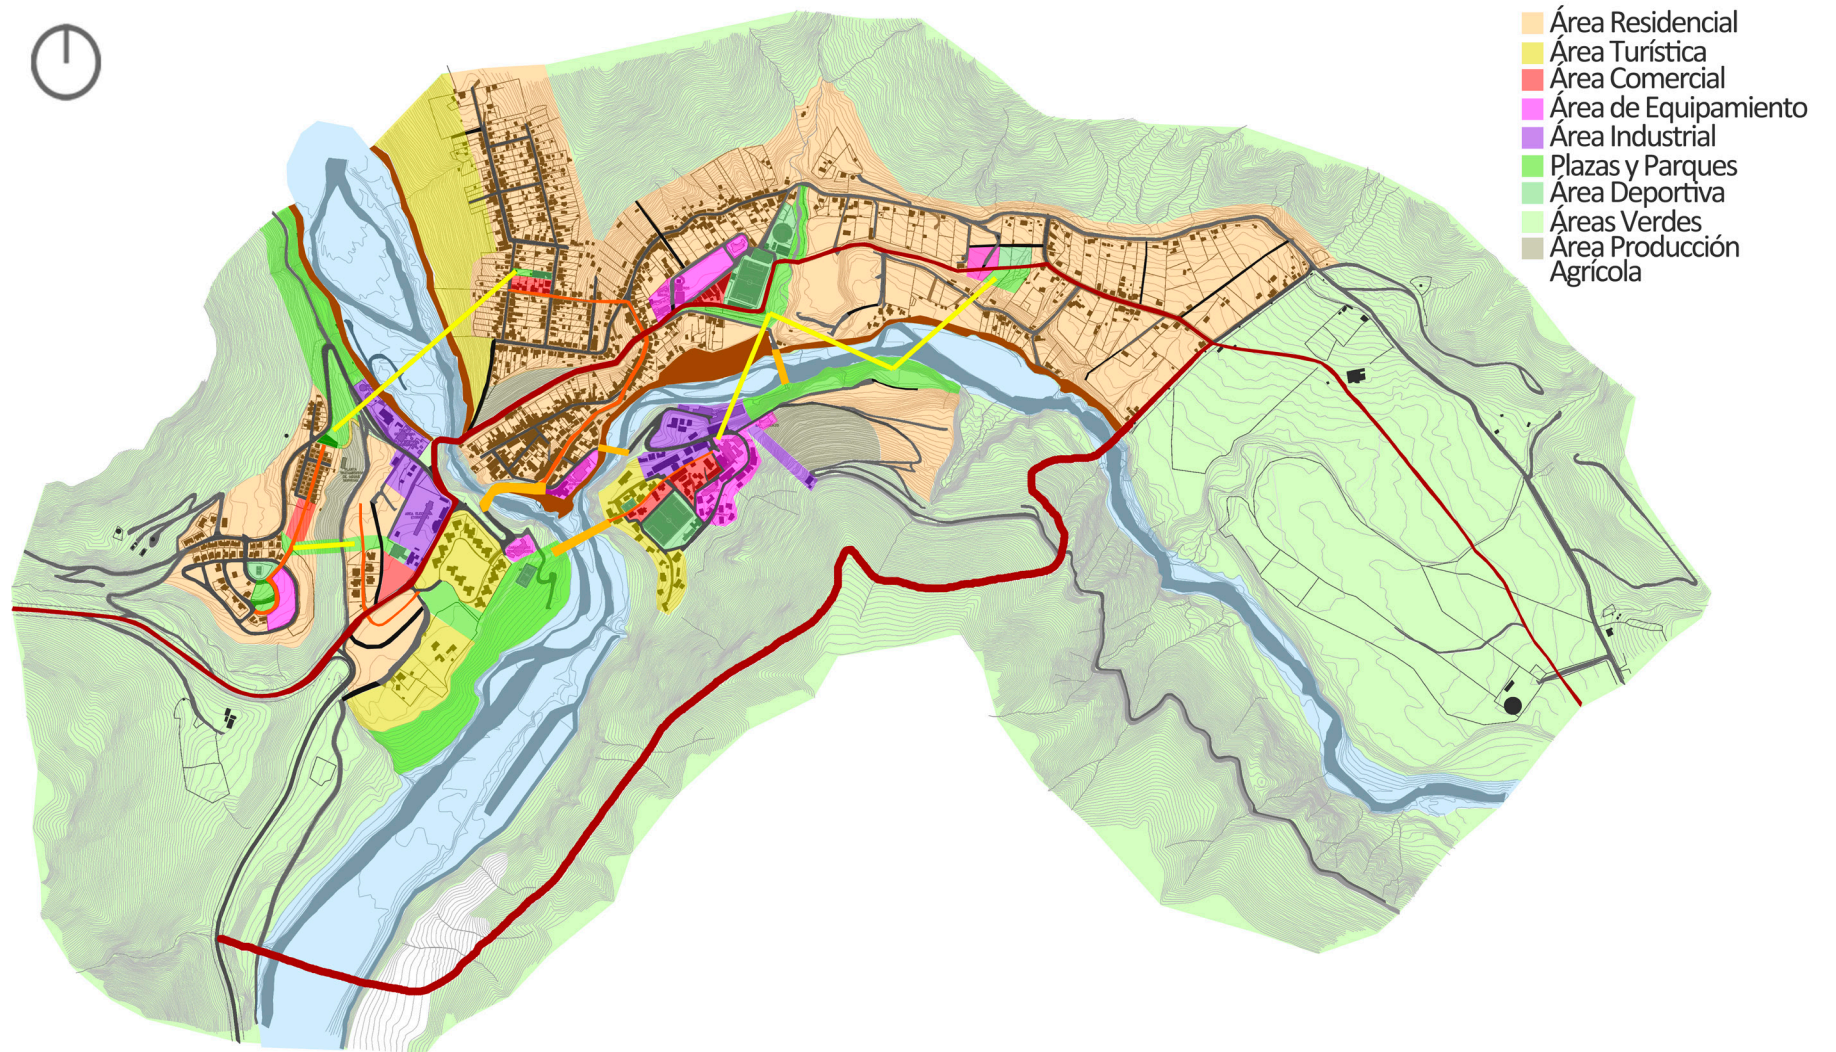 Área Residencial
Área Turística
Área Comercial
Área de Equipamiento
Área Industrial
Plazas y Parques
Área Deportiva
Áreas Verdes
Área Producción
Agrícola